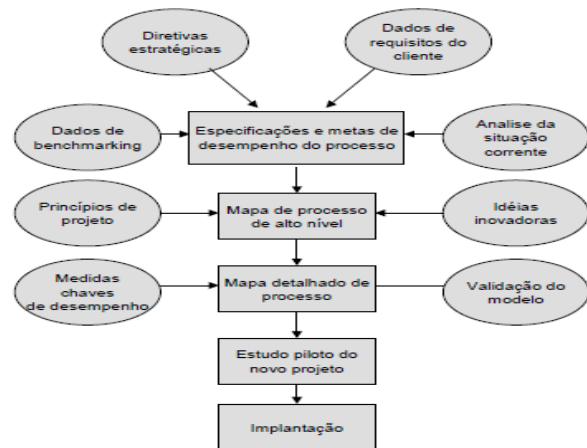 Diretivas
estratégicas
Dados de
requisitos do
cliente
Dados de
benchmarking
Especificações e metas de
desempenho do processo
Analise da
situação
corrente
Princípios de
projeto
Mapa de processo
de alto nível
Idéias
inovadoras
Medidas
chaves
de desempenho
Mapa detalhado de
processo
Validação do
modelo
Estudo piloto do
novo projeto
Implantação